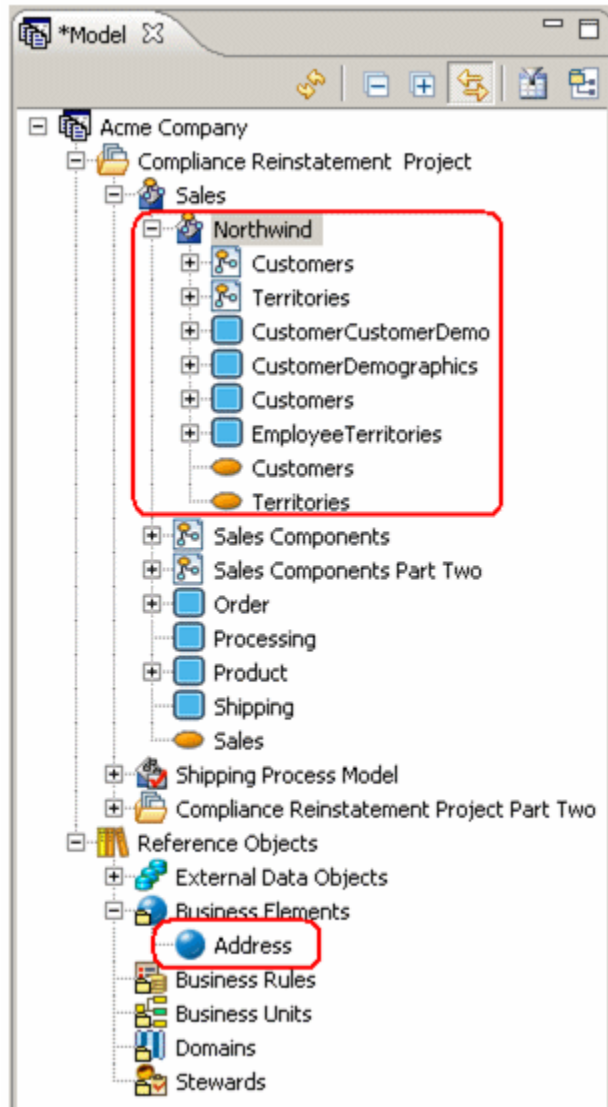 *Model
Acme Company
Compliance Reinstatement Project
Sales
Northwind
Customers
Territories
CustomerCustomerDemo
CustomerDemographics
Customers
EmployeeTerritories
Customers
Territories
Sales Components
Sales Components Part Two
Order
Processing
Product
Shipping
Sales
Shipping Process Model
Compliance Reinstatement Project Part Two
Reference Objects
External Data Objects
Business Elements
Address
Business Rules
Business Units
Domains
Stewards